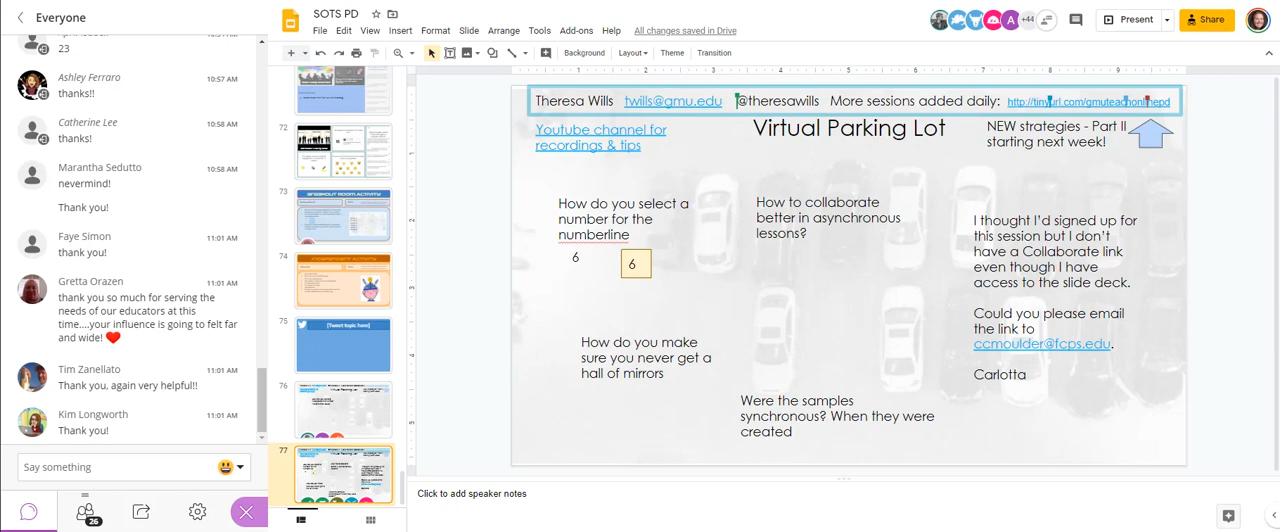 Everyone
23
Ashley Ferraro
10:57 AM
thanks!!
Catherine Lee
10:58 AM
thanks!
Marantha Sedutto
10:58 AM
nevermind!
Thank you!
Faye Simon
11:01 AM
thank you!
Gretta Orazen
11:01 AM
thank you so much for serving the
needs of our educators at this
time....your influence is going to felt far
and wide!
Tim Zanellato
11:01 AM
Thank you, again very helpful!!
Kim Longworth
11:01 AM
Thank you!
Say something
26
SOTS PD
File Edit View Insert Format Slide Arrange Tools Add-ons Help All changes saved in Drive
A +44
Present
Share
Background Layout Theme Transition
1 2 3 4 5 6 7 8 9
72
73
74
75
[Tweet topic here]
76
77
Theresa Wills twills@gmu.edu @theresawills More sessions added daily: http://tinyurl.com/gmuteachonlinepd
Youtube channel for
recordings & tips
Virtual Parking Lot
NEW strategies - Part II
starting next week!
How do you select a
number for the
numberline
6
6
How to collaborate
better in asynchronous
lessons?
I thought I'd signed up for
this session but I don't
have a Collaborate link
even though I have
access to the slide deck.
Could you please email
the link to
ccmoulder@fcps.edu.
Carlotta
How do you make
sure you never get a
hall of mirrors
Were the samples
synchronous? When they were
created
Click to add speaker notes